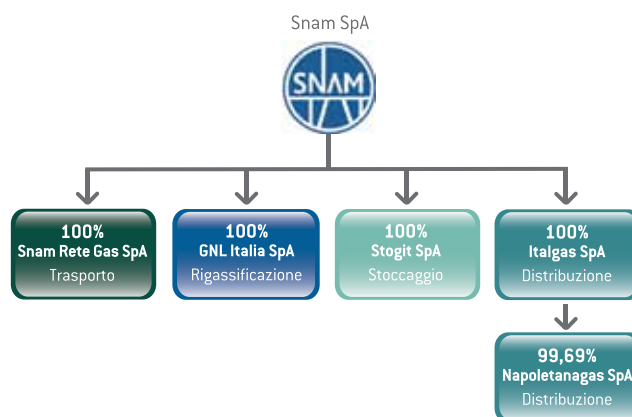 Snam SpA
SNAM
100%
Snam Rete Gas SpA
Trasporto
100%
GNL Italia SpA
Rigassificazione
100%
Stogit SpA
Stoccaggio
100%
Italgas SpA
Distribuzione
99,69%
Napoletanagas SpA
Distribuzione